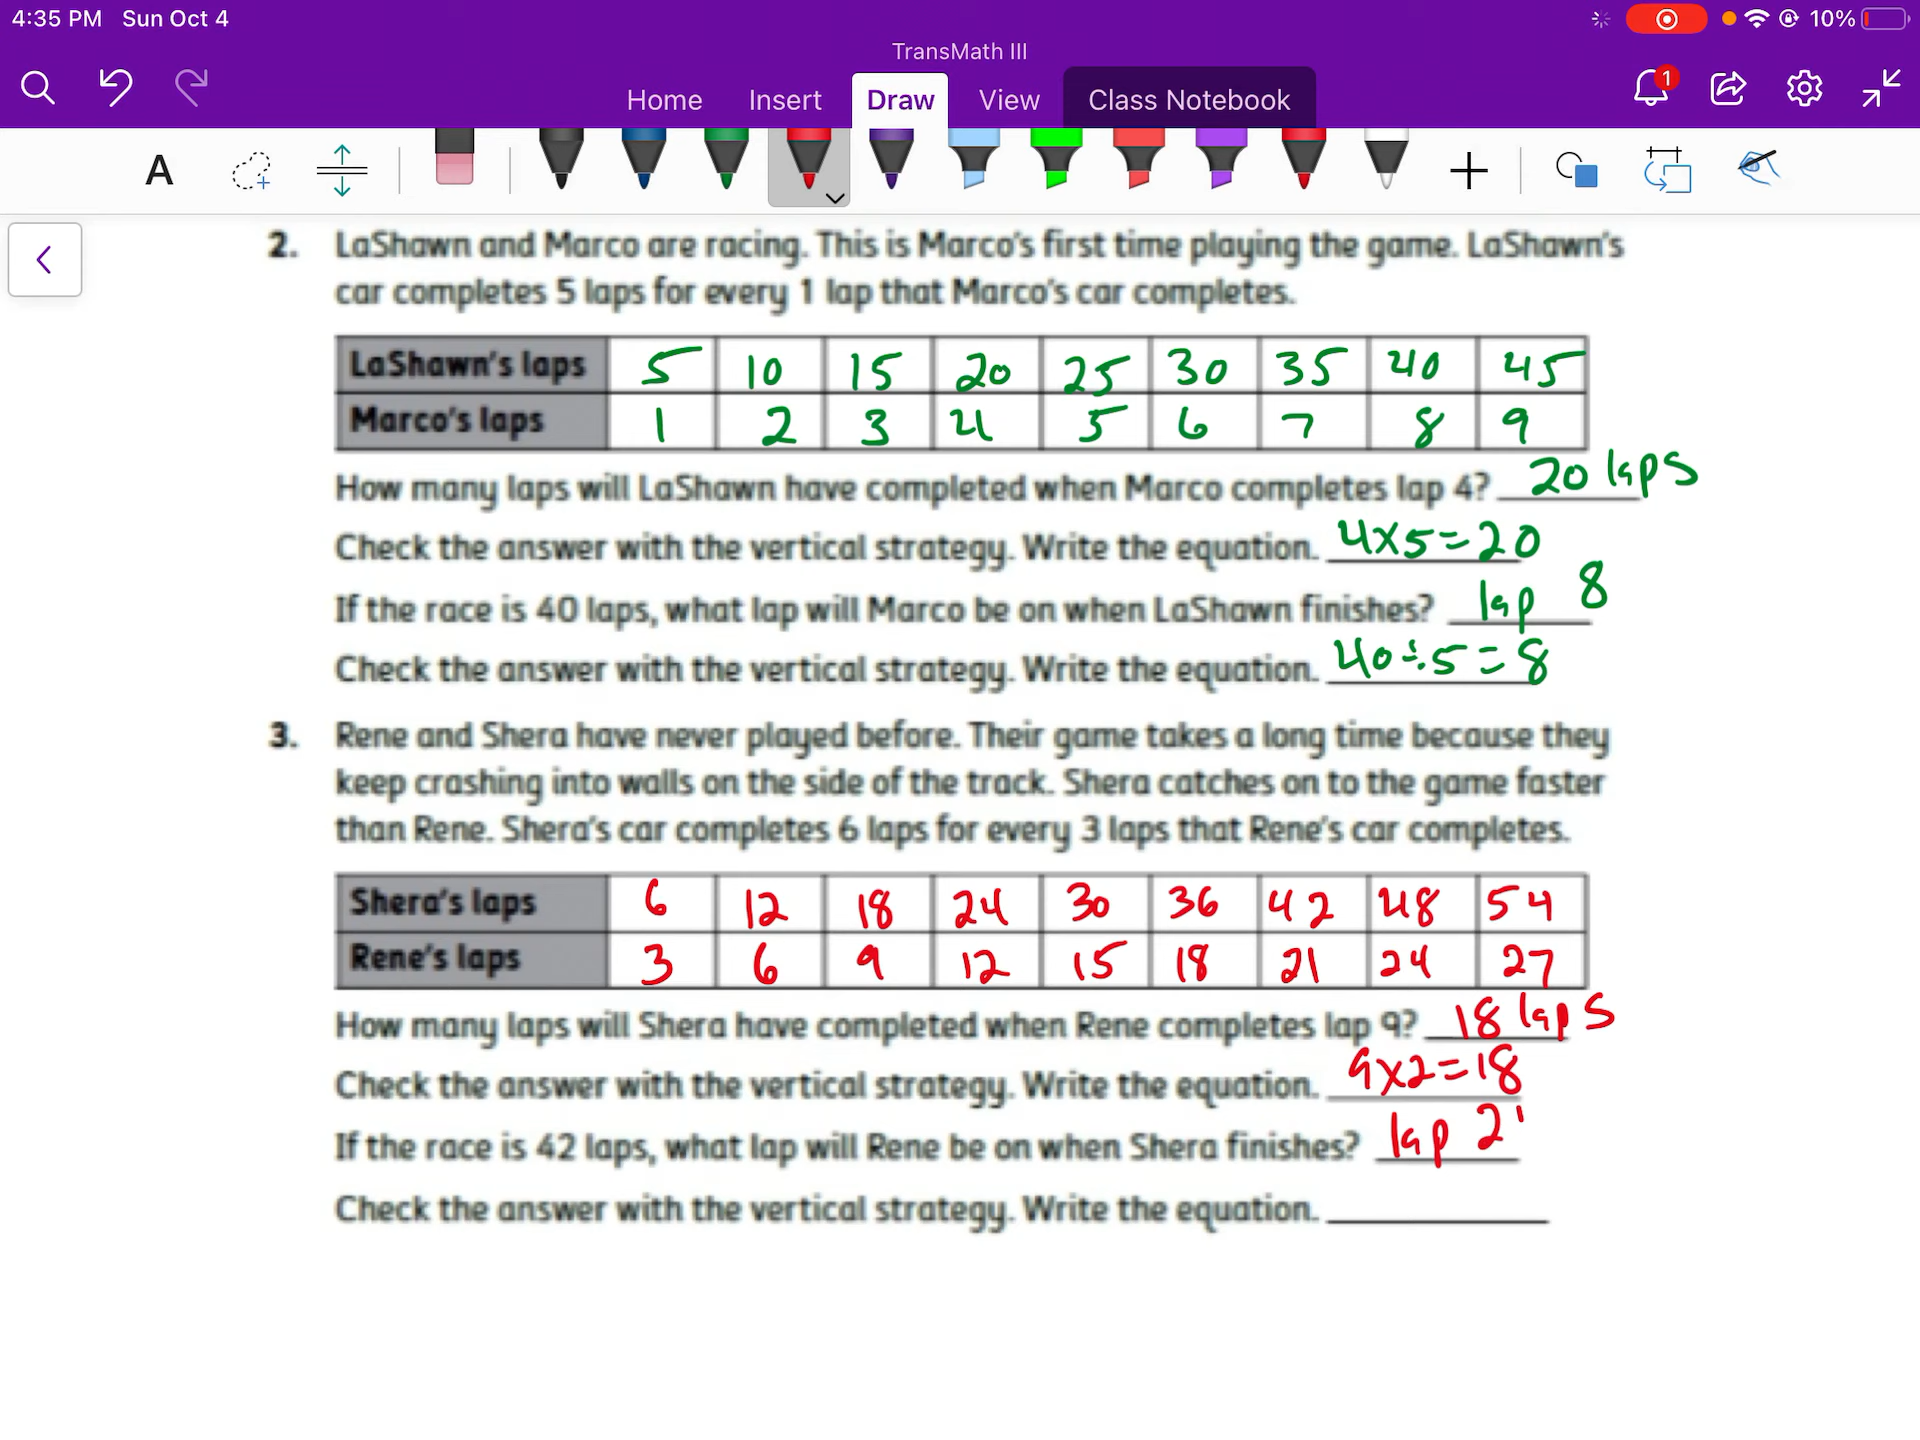 4:35 PM Sun Oct 4 10%
TransMath III
Home Insert Draw View Class Notebook 1
A
2. LaShawn and Marco are racing. This is Marco's first time playing the game. LaShawn's
car completes 5 laps for every 1 lap that Marco's car completes.
LaShawn's laps 5 10 15 20 25 30 35 40 45
Marco's laps 1 2 3 4 5 6 7 8 9
How many laps will LaShawn have completed when Marco completes lap 4? 20 laps
Check the answer with the vertical strategy. Write the equation. 4x5=20
If the race is 40 laps, what lap will Marco be on when LaShawn finishes? lap 8
Check the answer with the vertical strategy. Write the equation. 40÷5=8
3. Rene and Shera have never played before. Their game takes a long time because they
keep crashing into walls on the side of the track. Shera catches on to the game faster
than Rene. Shera's car completes 6 laps for every 3 laps that Rene's car completes.
Shera's laps 6 12 18 24 30 36 42 48 54
Rene's laps 3 6 9 12 15 18 21 24 27
How many laps will Shera have completed when Rene completes lap 9? 18 laps
Check the answer with the vertical strategy. Write the equation. 9x2=18
If the race is 42 laps, what lap will Rene be on when Shera finishes? lap 21
Check the answer with the vertical strategy. Write the equation.